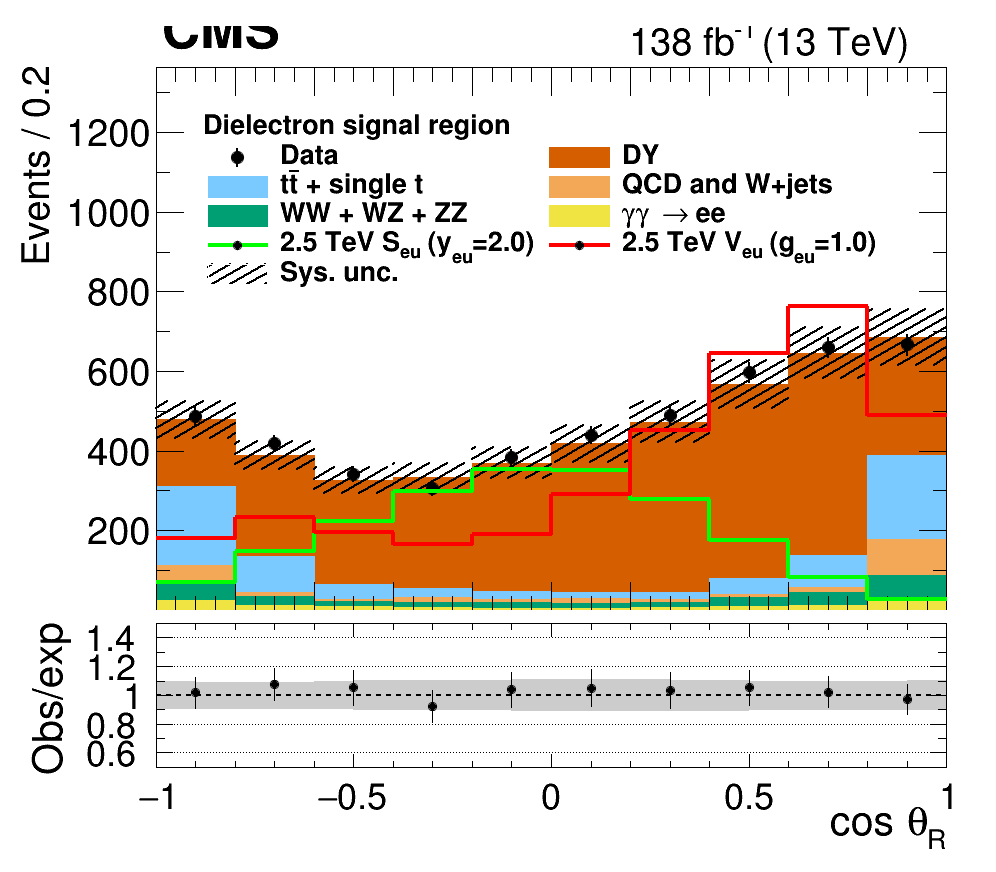 CMS 138 fb⁻¹ (13 TeV)
Events / 0.2
1200
1000
800
600
400
200
Dielectron signal region
Data DY
tt̄ + single t QCD and W+jets
WW + WZ + ZZ γγ → ee
2.5 TeV S_eu (y_eu=2.0) 2.5 TeV V_eu (g_eu=1.0)
Sys. unc.
Obs/exp
1.4
1.2
1
0.8
0.6
−1 −0.5 0 0.5 1
cos θ_R